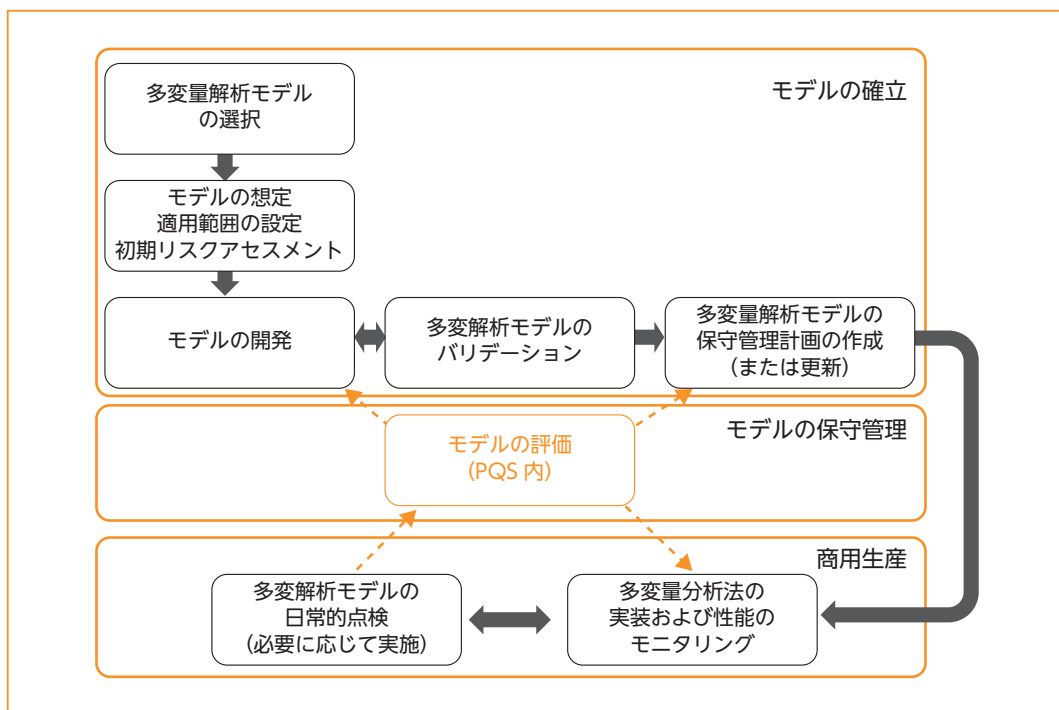 モデルの確立
多変量解析モデル
の選択
モデルの想定
適用範囲の設定
初期リスクアセスメント
モデルの開発
多変解析モデルの
バリデーション
多変量解析モデルの
保守管理計画の作成
(または更新)
モデルの保守管理
モデルの評価
(PQS 内)
商用生産
多変解析モデルの
日常的点検
(必要に応じて実施)
多変量分析法の
実装および性能の
モニタリング